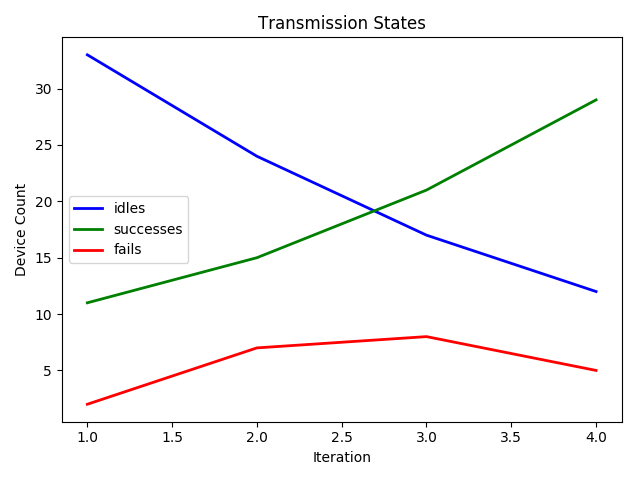 Transmission States
Device Count
30
25
20
15
10
5
idles
successes
fails
1.0 1.5 2.0 2.5 3.0 3.5 4.0
Iteration